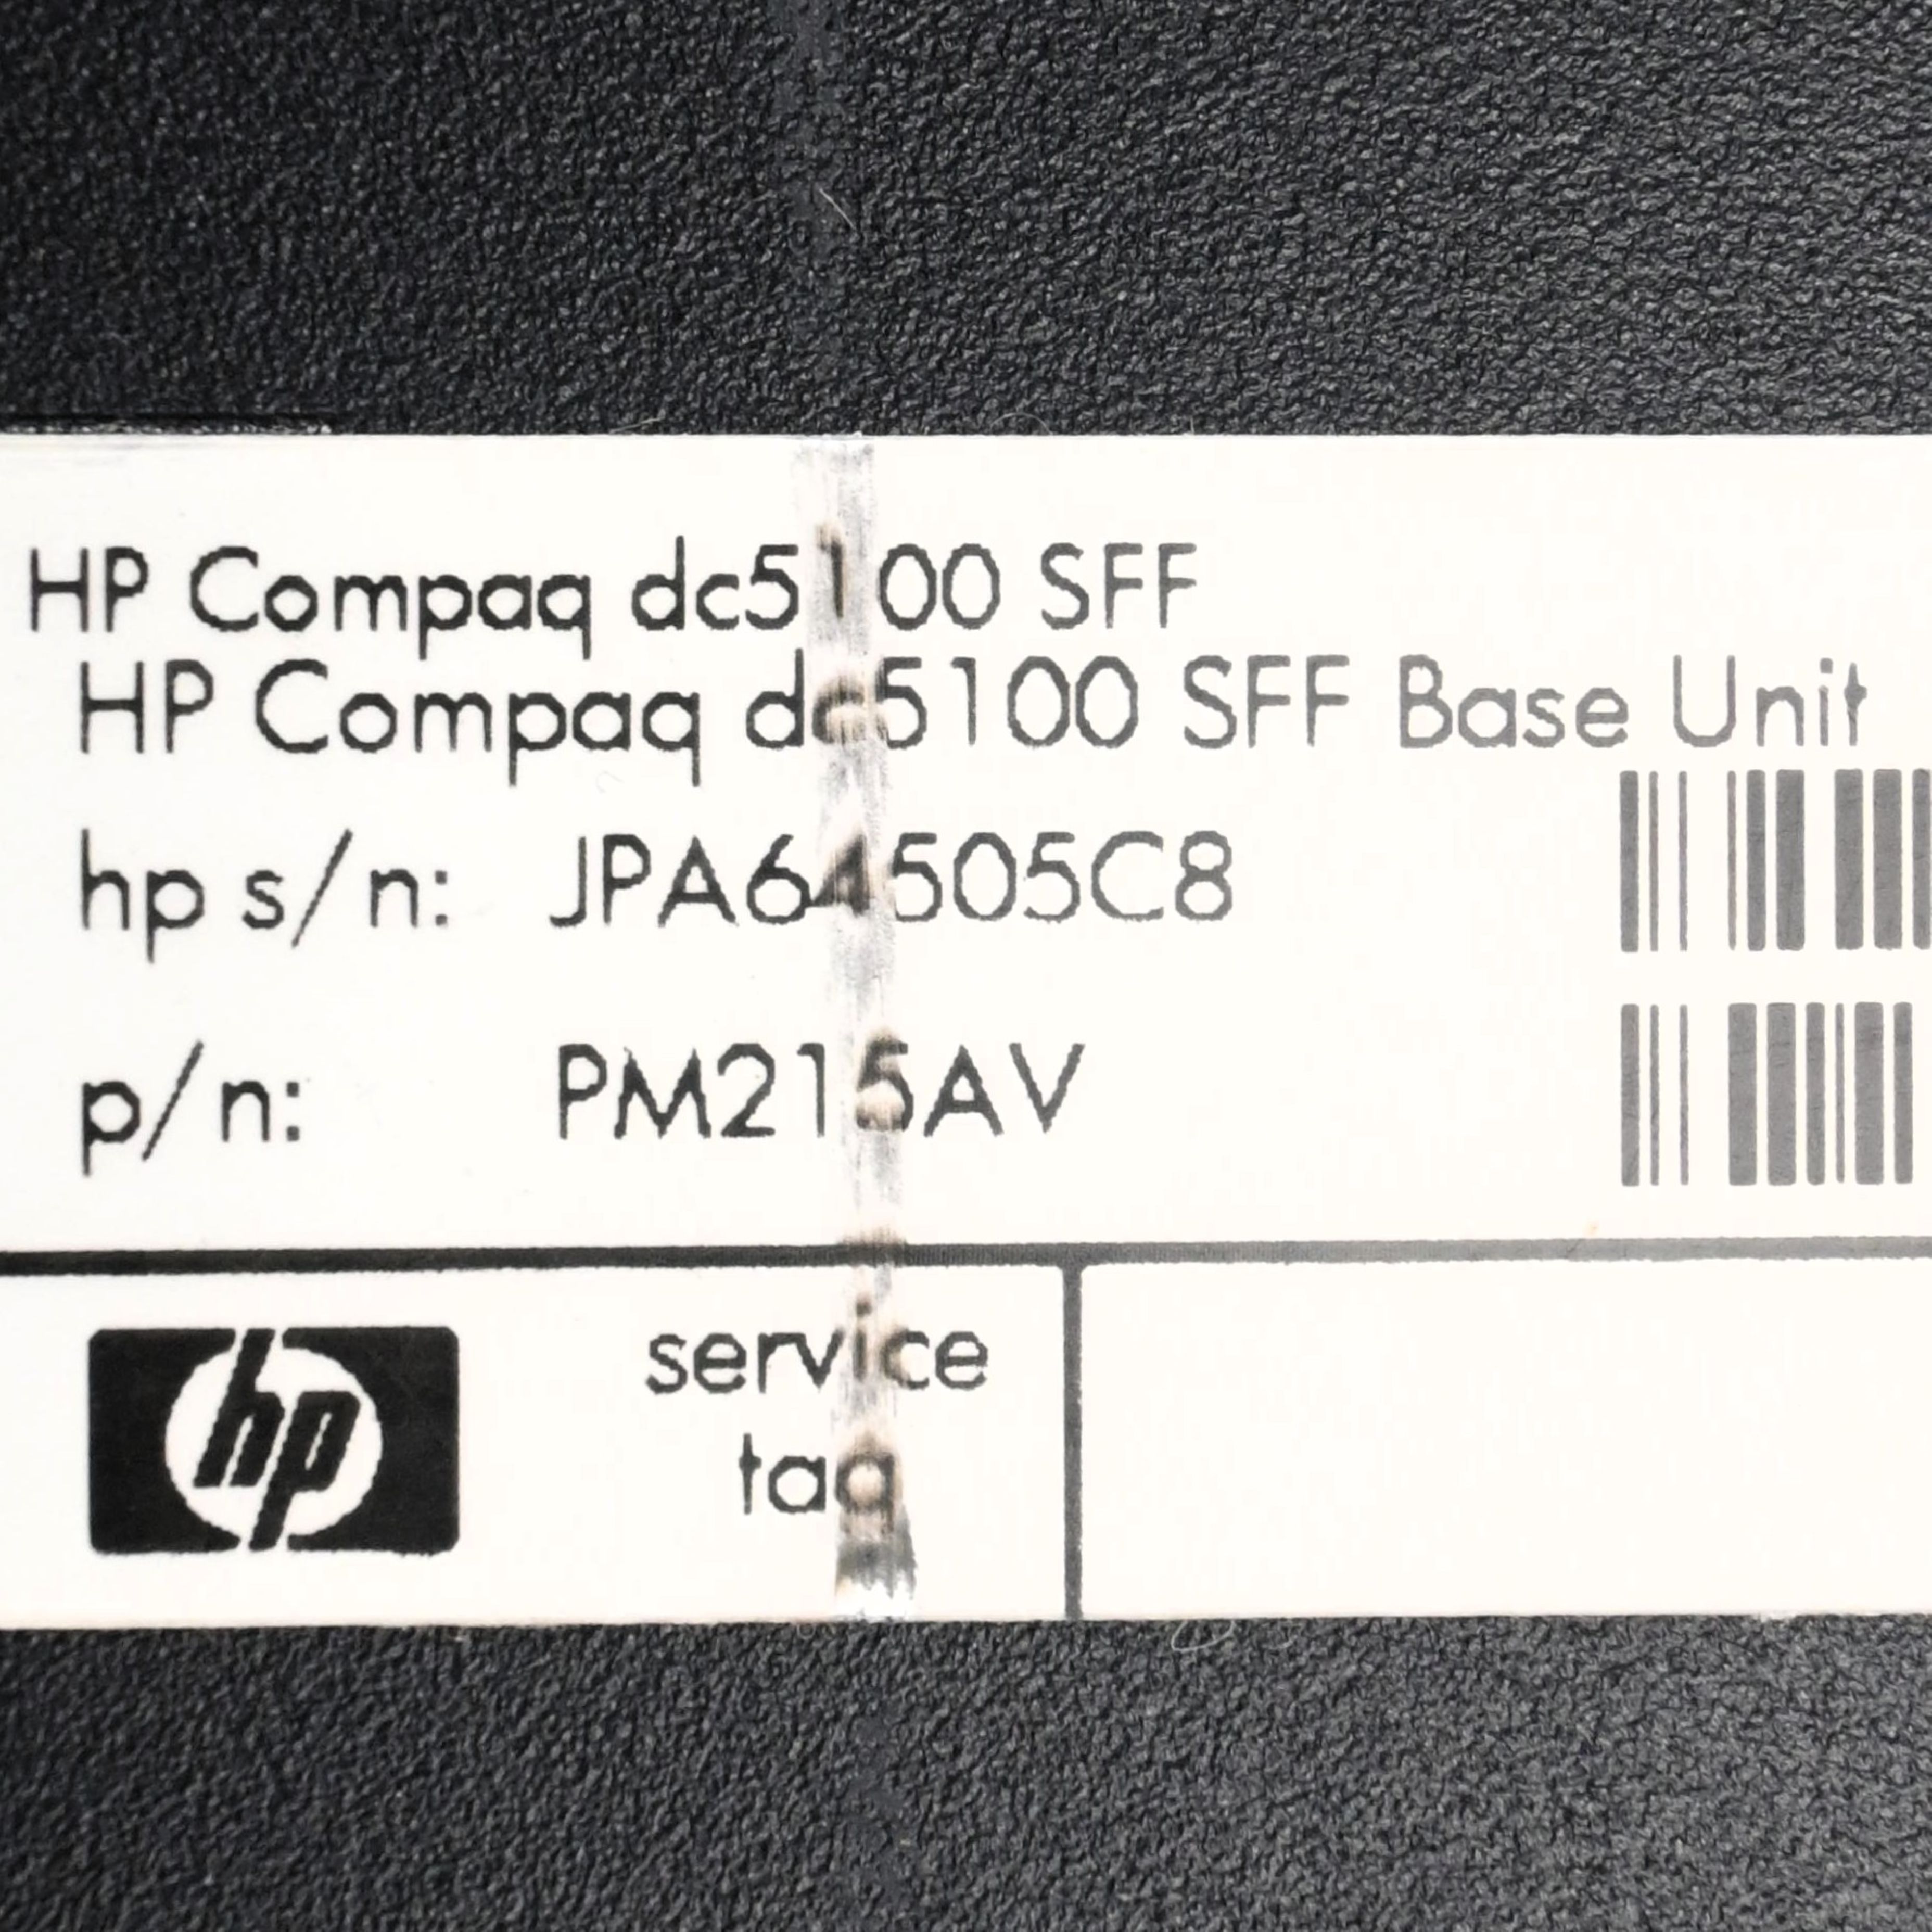 HP Compaq dc5100 SFF
HP Compaq dc5100 SFF Base Unit
hp s/n: JPA64505C8
p/n: PM215AV
hp
service
tag